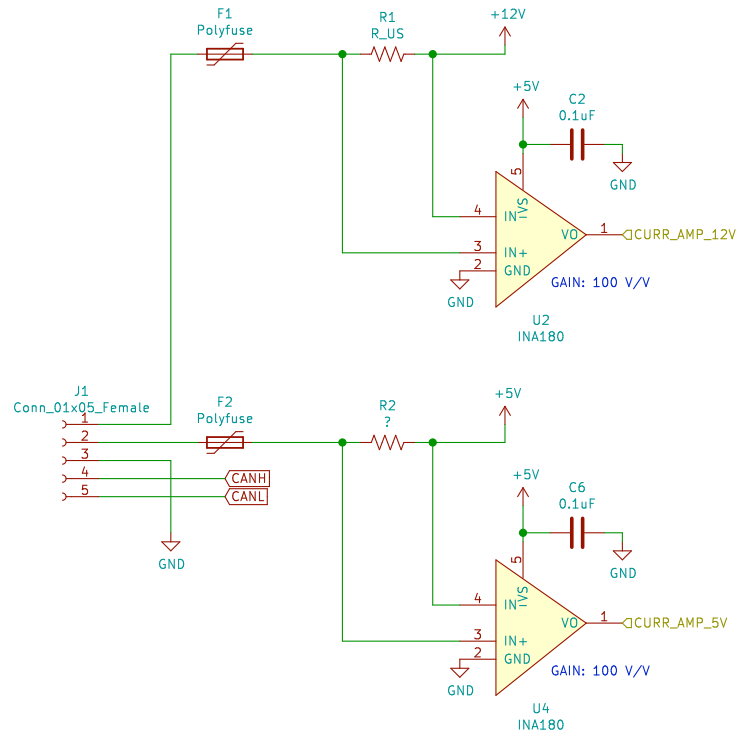 F1
Polyfuse
R1
R_US
+12V
+5V
C2
0.1uF
GND
5
VS
4
IN-
3
IN+
2
GND
GND
VO
1
CURR_AMP_12V
GAIN: 100 V/V
U2
INA180
J1
Conn_01x05_Female
1
2
3
4
5
F2
Polyfuse
CANH
CANL
GND
R2
?
+5V
+5V
C6
0.1uF
GND
5
VS
4
IN-
3
IN+
2
GND
GND
VO
1
CURR_AMP_5V
GAIN: 100 V/V
U4
INA180